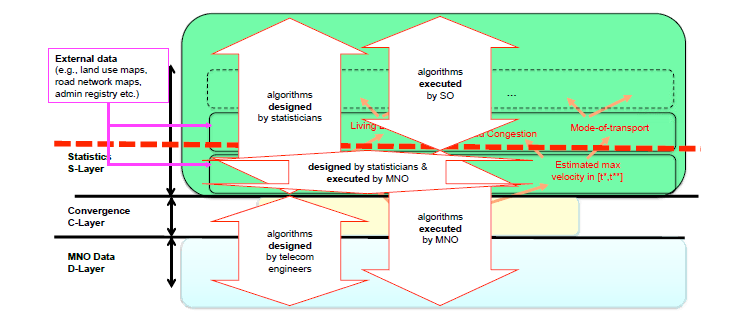 External data
(e.g., land use maps,
road network maps,
admin registry etc.)
algorithms
designed
by statisticians
algorithms
executed
by SO
...
Living
Congestion
Mode-of-transport
Statistics
S-Layer
designed by statisticians &
executed by MNO
Estimated max
velocity in [t*,t**]
Convergence
C-Layer
algorithms
designed
by telecom
engineers
algorithms
executed
by MNO
MNO Data
D-Layer